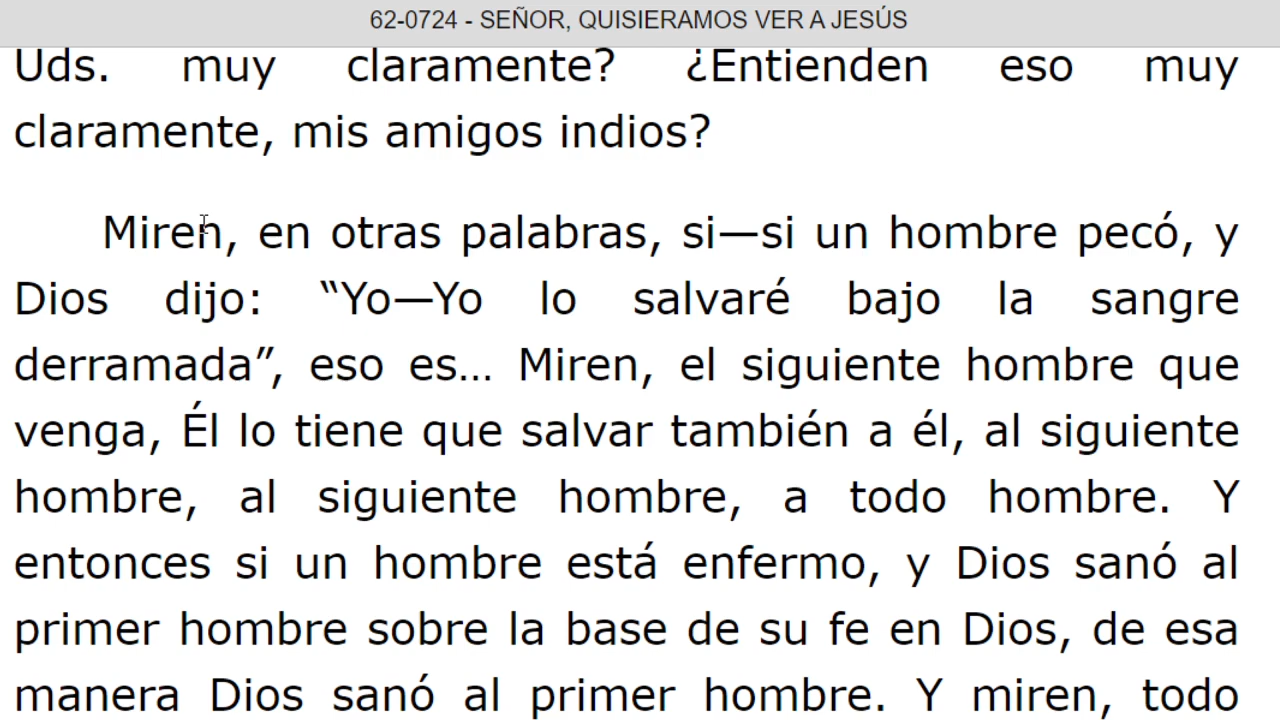 62-0724 - SEÑOR, QUISIERAMOS VER A JESÚS
Uds. muy claramente? ¿Entienden eso muy
claramente, mis amigos indios?
Miren, en otras palabras, si—si un hombre pecó, y
Dios dijo: “Yo—Yo lo salvaré bajo la sangre
derramada”, eso es… Miren, el siguiente hombre que
venga, Él lo tiene que salvar también a él, al siguiente
hombre, al siguiente hombre, a todo hombre. Y
entonces si un hombre está enfermo, y Dios sanó al
primer hombre sobre la base de su fe en Dios, de esa
manera Dios sanó al primer hombre. Y miren, todo